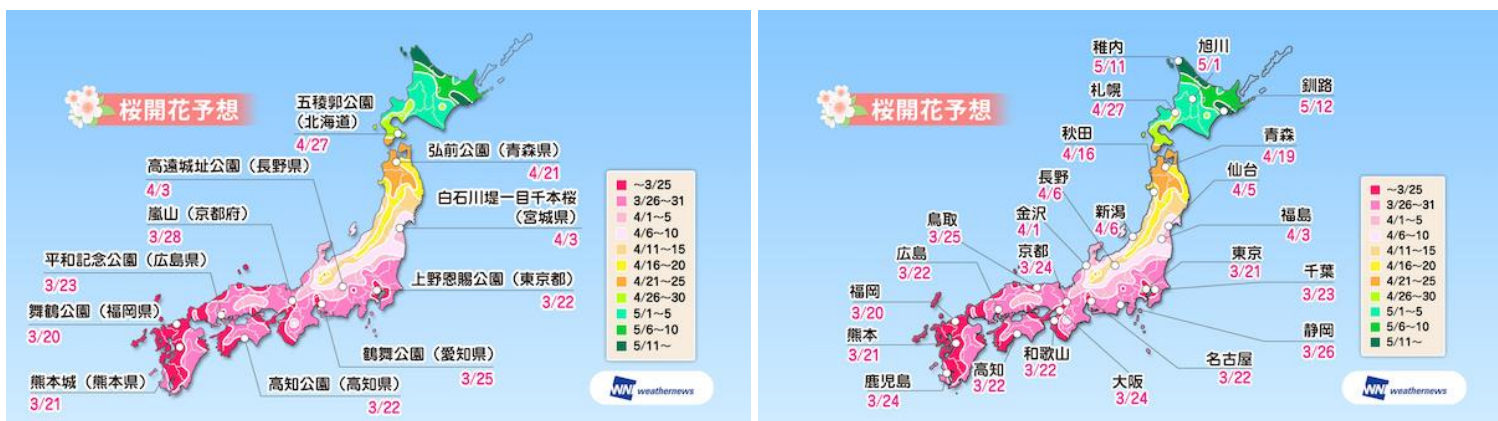 桜開花予想
五稜郭公園
(北海道)
4/27
弘前公園（青森県）
4/21
高遠城址公園（長野県）
4/3
白石川堤一目千本桜
（宮城県）
4/3
嵐山（京都府）
3/28
平和記念公園（広島県）
3/23
上野恩賜公園（東京都）
3/22
舞鶴公園（福岡県）
3/20
鶴舞公園（愛知県）
3/25
熊本城（熊本県）
3/21
高知公園（高知県）
3/22
～3/25
3/26～31
4/1～5
4/6～10
4/11～15
4/16～20
4/21～25
4/26～30
5/1～5
5/6～10
5/11～
WNI weathernews
桜開花予想
稚内
5/11
旭川
5/1
札幌
4/27
釧路
5/12
秋田
4/16
青森
4/19
長野
4/6
仙台
4/5
金沢
4/1
新潟
4/6
鳥取
3/25
福島
4/3
広島
3/22
京都
3/24
東京
3/21
千葉
3/23
福岡
3/20
熊本
3/21
静岡
3/26
鹿児島
3/24
高知
3/22
和歌山
3/22
大阪
3/24
名古屋
3/22
～3/25
3/26～31
4/1～5
4/6～10
4/11～15
4/16～20
4/21～25
4/26～30
5/1～5
5/6～10
5/11～
WNI weathernews